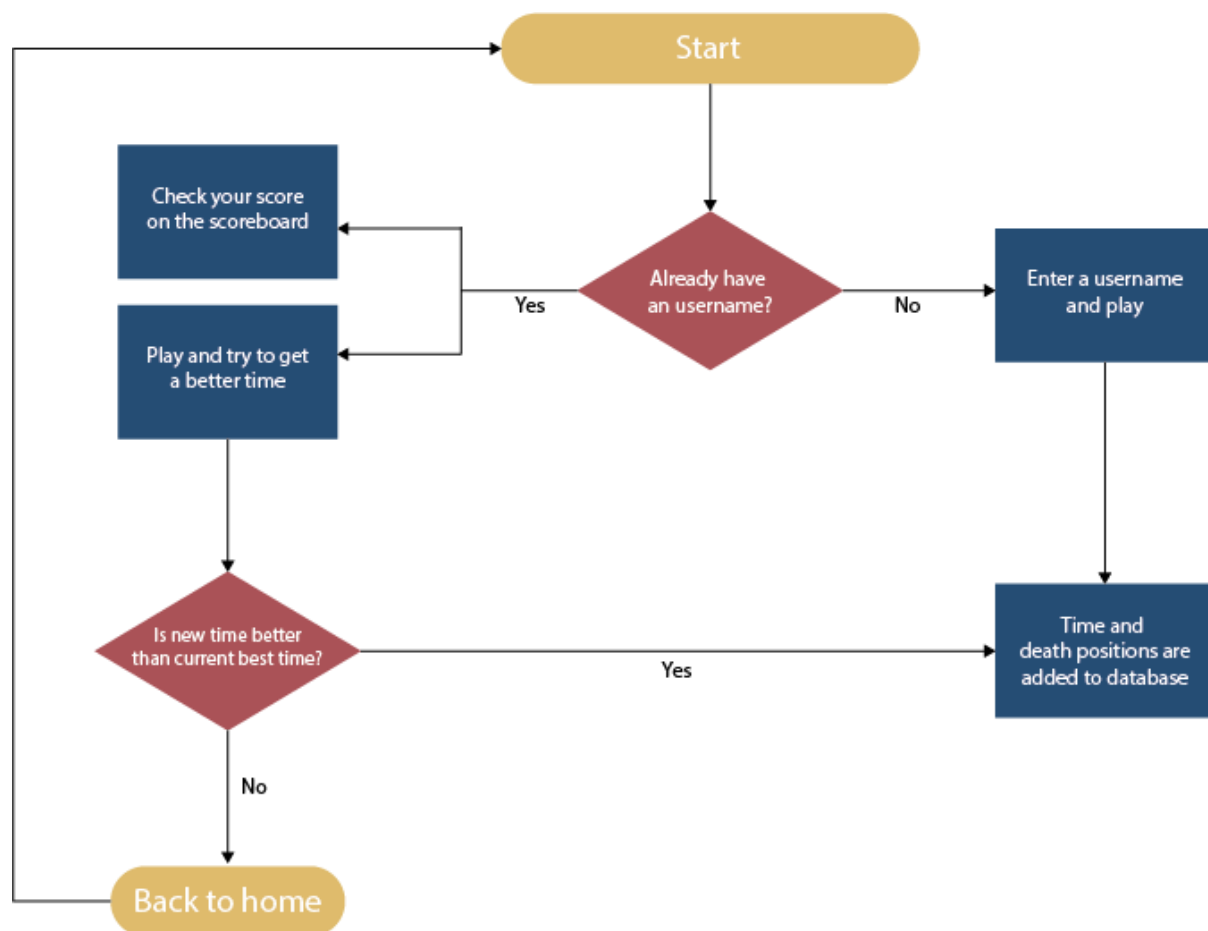 Start
Check your score
on the scoreboard
Already have
an username?
Enter a username
and play
Yes
No
Play and try to get
a better time
Is new time better
than current best time?
Yes
Time and
death positions are
added to database
No
Back to home